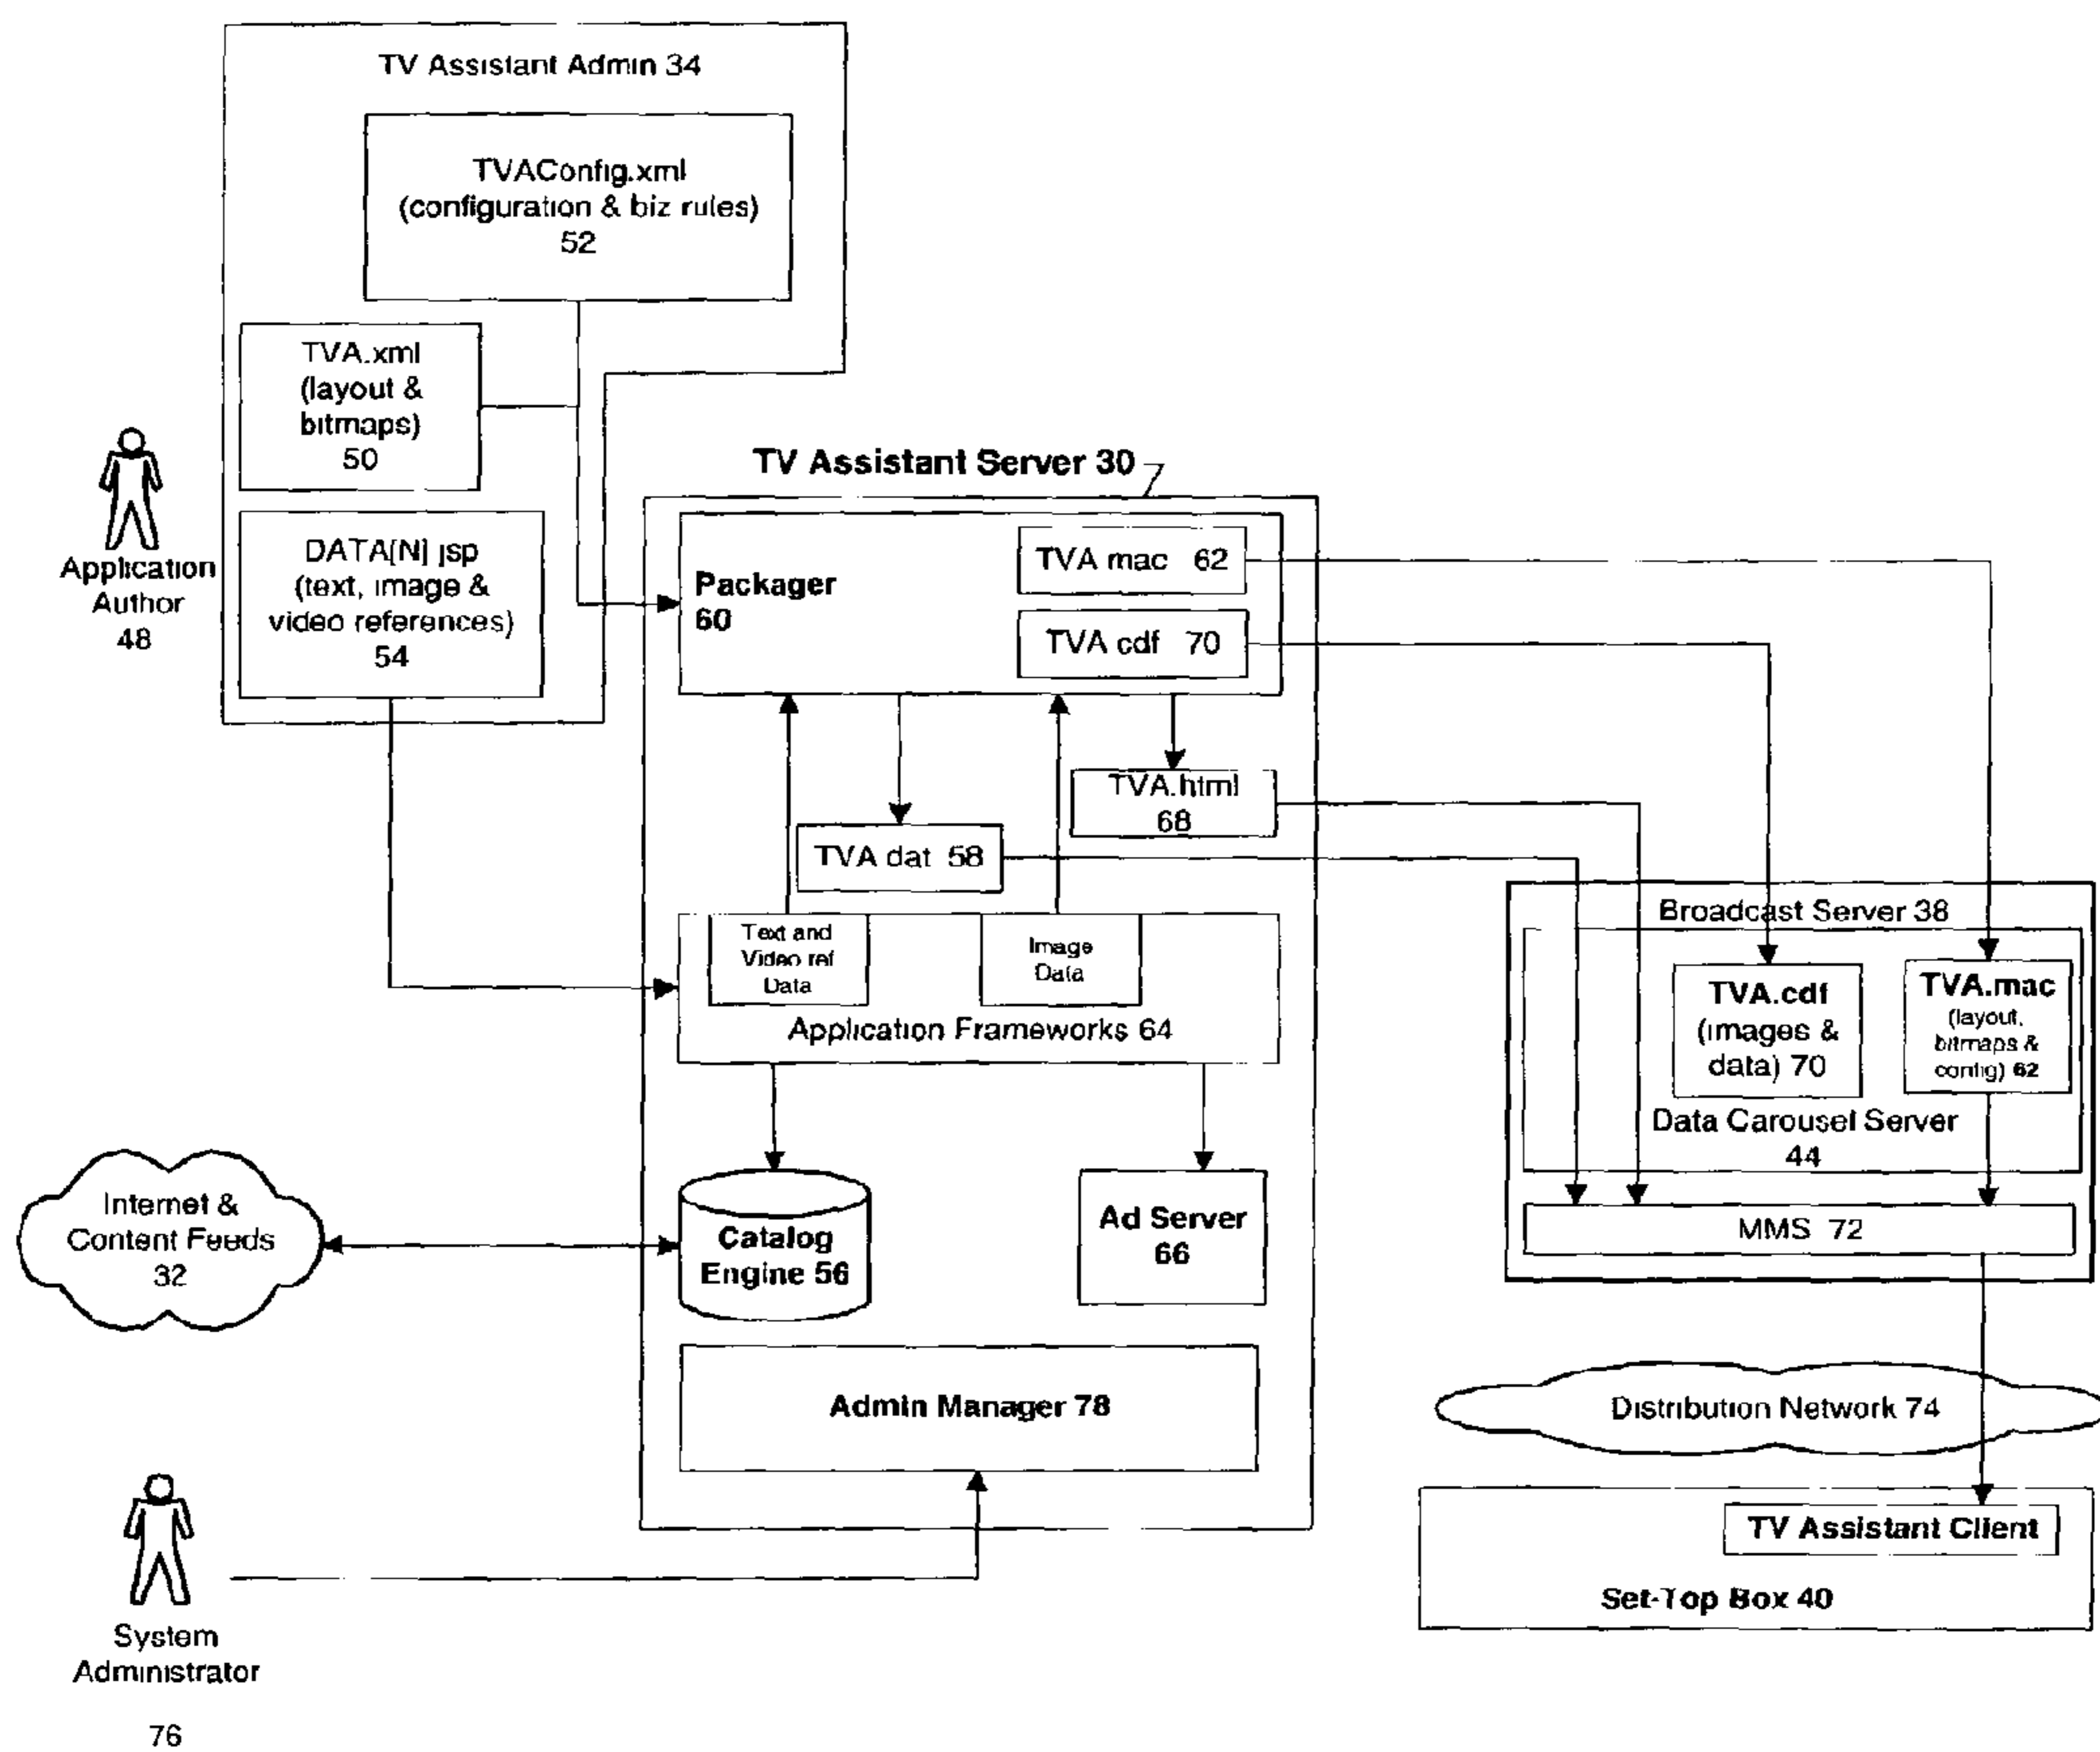 TV Assistant Admin 34
TVAConfig.xml
(configuration & biz rules)
52
TVA.xml
(layout &
bitmaps)
50
DATA[N] jsp
(text, image &
video references)
54
Application
Author
48
TV Assistant Server 30
Packager
60
TVA mac 62
TVA cdf 70
TVA.html
68
TVA dat 58
Text and
Video ref
Data
Image
Data
Application Frameworks 64
Internet &
Content Feeds
32
Catalog
Engine 56
Ad Server
66
Admin Manager 78
System
Administrator
76
Broadcast Server 38
TVA.cdf
(images &
data) 70
TVA.mac
(layout,
bitmaps &
config) 62
Data Carousel Server
44
MMS 72
Distribution Network 74
TV Assistant Client
Set-Top Box 40